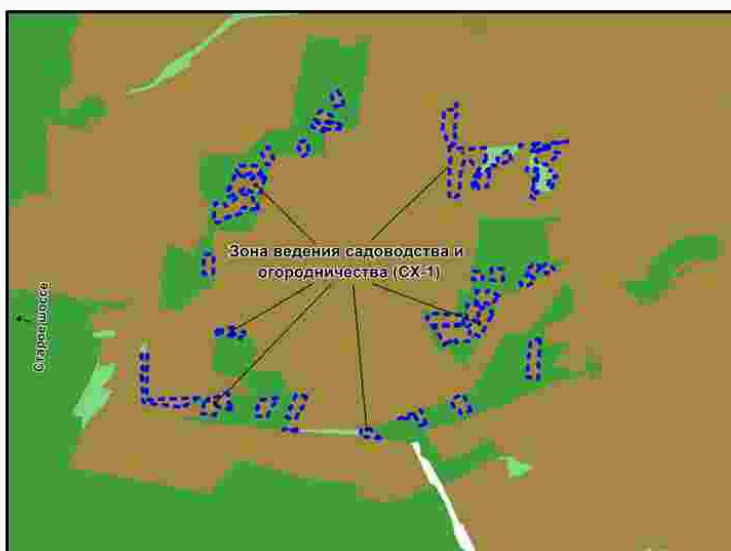 Зона ведения садоводства и
огородничества (СХ-1)
Старое шоссе